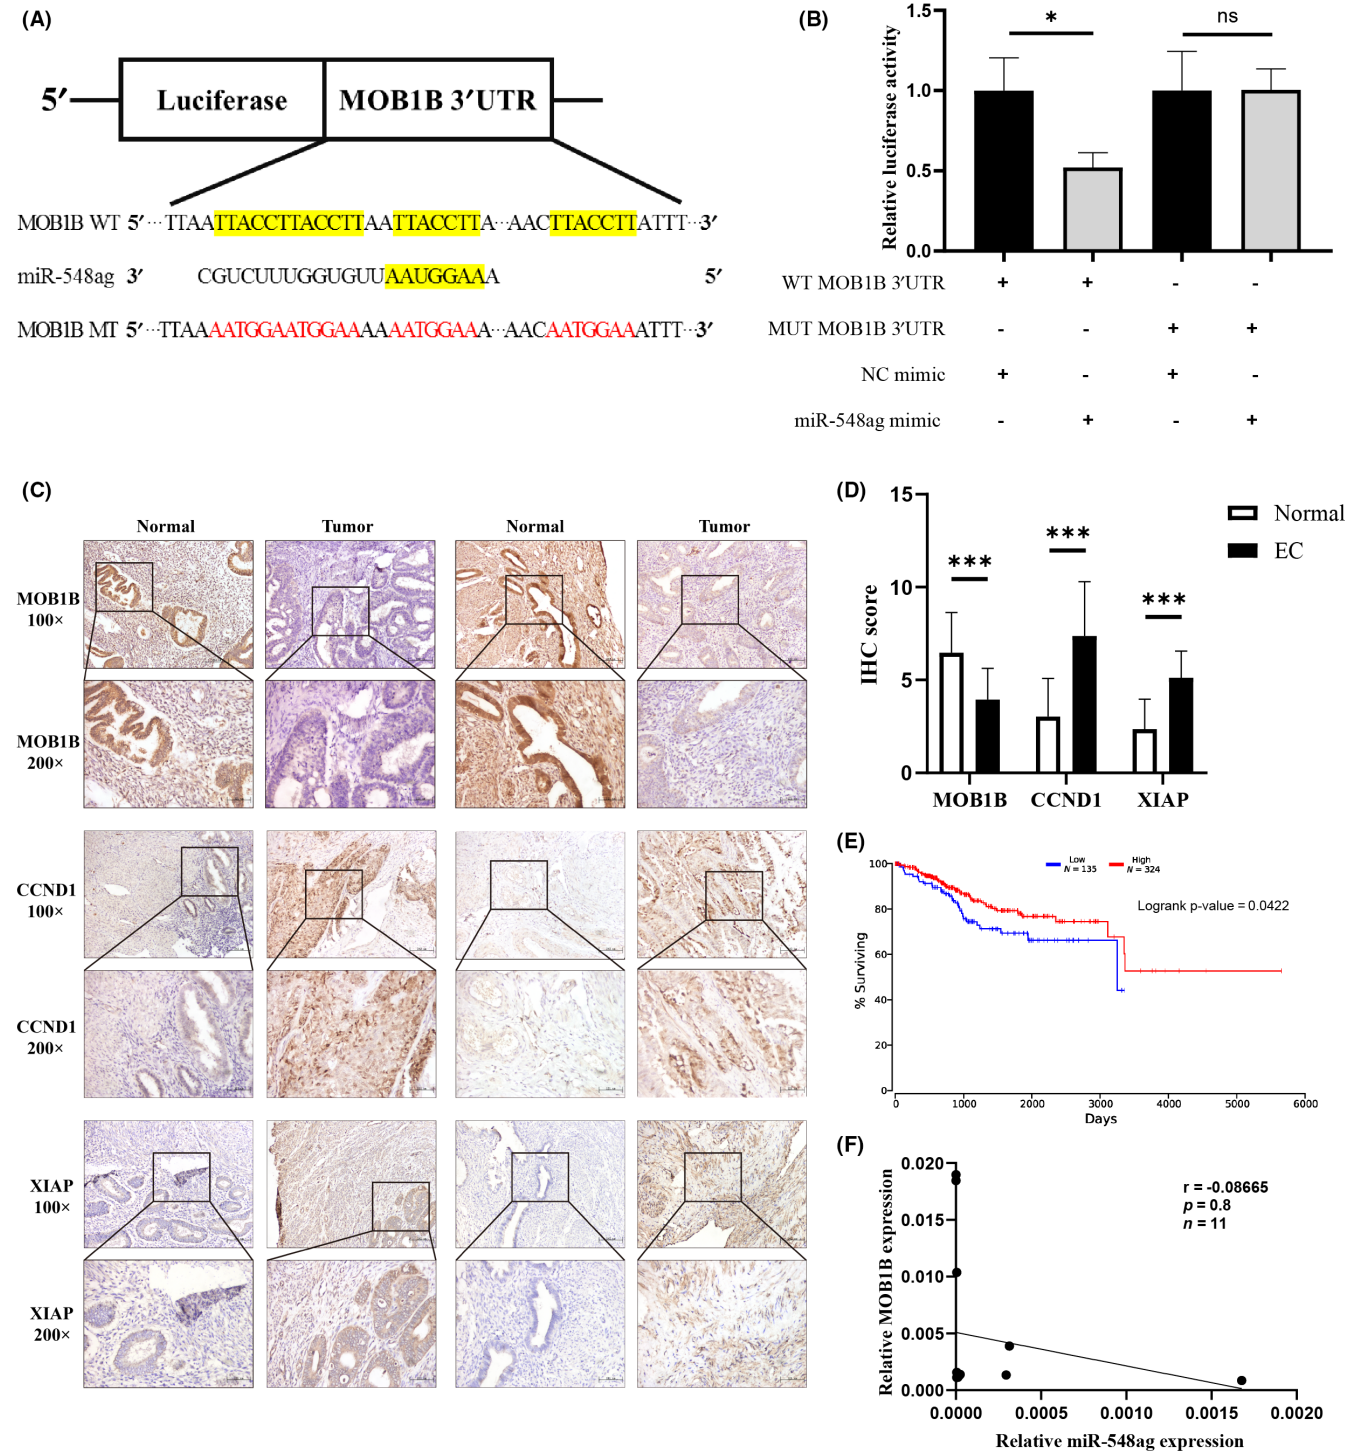 (A)
5′ Luciferase MOB1B 3′UTR
MOB1B WT 5′···TTAATTACCTTACCTTAATTACCTTA···AACTTACCTTATTT···3′
miR-548ag 3′ CGUCUUUGGUGUUAAUGGAAA 5′
MOB1B MT 5′···TTAAAATGGAATGGAAAAAATGGAAA···AACAATGGAAATTT···3′
(B)
Relative luciferase activity
1.5
1.0
0.5
0.0
* ns
WT MOB1B 3′UTR + + - -
MUT MOB1B 3′UTR - - + +
NC mimic + - + -
miR-548ag mimic - + - +
(C)
Normal Tumor Normal Tumor
MOB1B
100×
MOB1B
200×
CCND1
100×
CCND1
200×
XIAP
100×
XIAP
200×
(D)
IHC score
15
10
5
0
*** *** ***
MOB1B CCND1 XIAP
Normal
EC
(E)
% Surviving
100
80
60
40
20
0
Low
N = 135
High
N = 324
Logrank p-value = 0.0422
0 1000 2000 3000 4000 5000 6000
Days
(F)
Relative MOB1B expression
0.020
0.015
0.010
0.005
0.000
r = -0.08665
p = 0.8
n = 11
0.0000 0.0005 0.0010 0.0015 0.0020
Relative miR-548ag expression